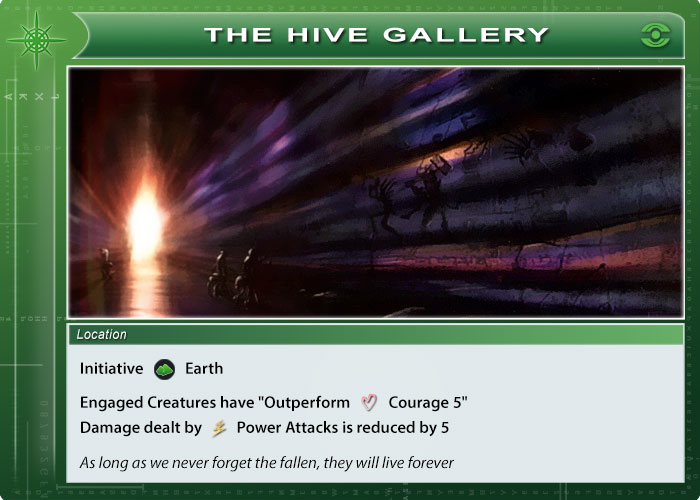 THE HIVE GALLERY
Location
Initiative Earth
Engaged Creatures have "Outperform Courage 5"
Damage dealt by Power Attacks is reduced by 5
As long as we never forget the fallen, they will live forever